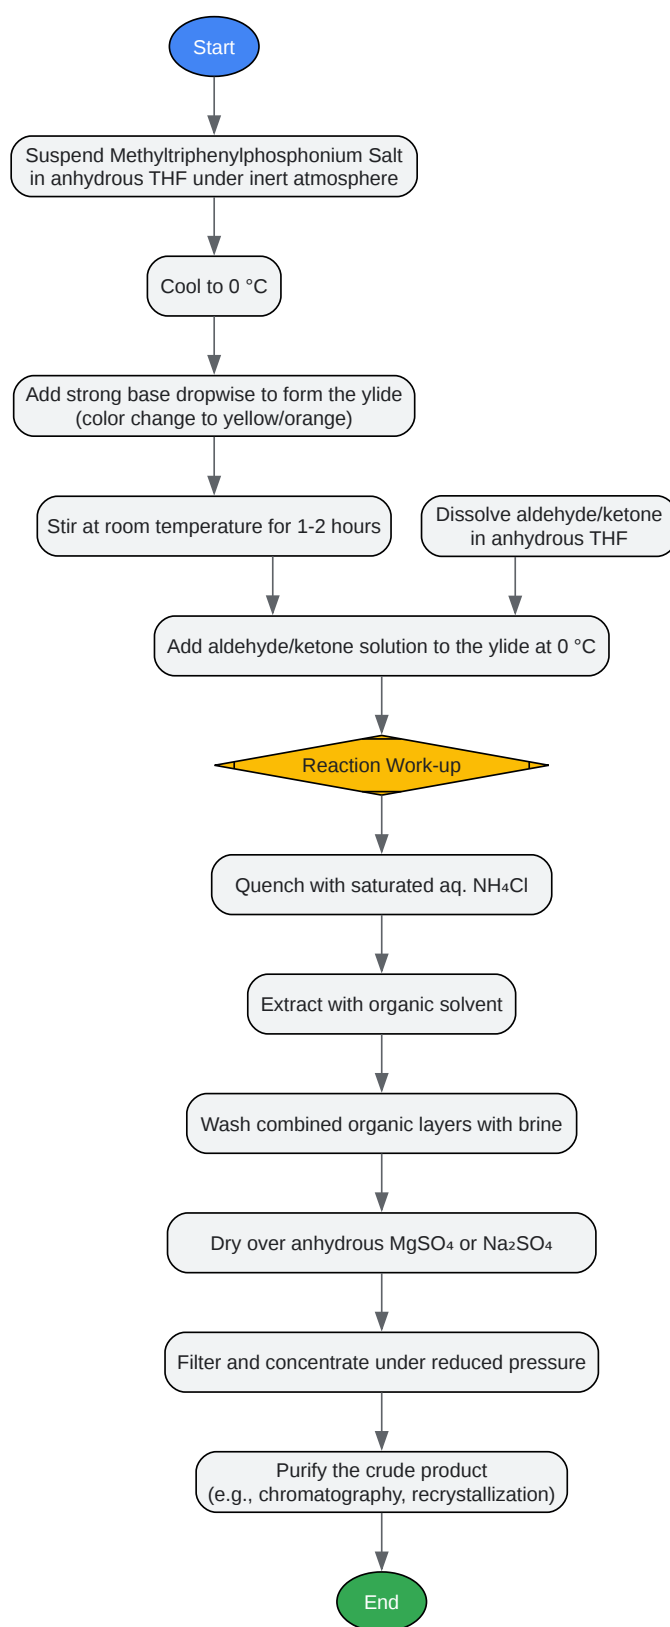 Start
Suspend Methyltriphenylphosphonium Salt
in anhydrous THF under inert atmosphere
Cool to 0 °C
Add strong base dropwise to form the ylide
(color change to yellow/orange)
Stir at room temperature for 1-2 hours
Dissolve aldehyde/ketone
in anhydrous THF
Add aldehyde/ketone solution to the ylide at 0 °C
Reaction Work-up
Quench with saturated aq. NH₄Cl
Extract with organic solvent
Wash combined organic layers with brine
Dry over anhydrous MgSO₄ or Na₂SO₄
Filter and concentrate under reduced pressure
Purify the crude product
(e.g., chromatography, recrystallization)
End